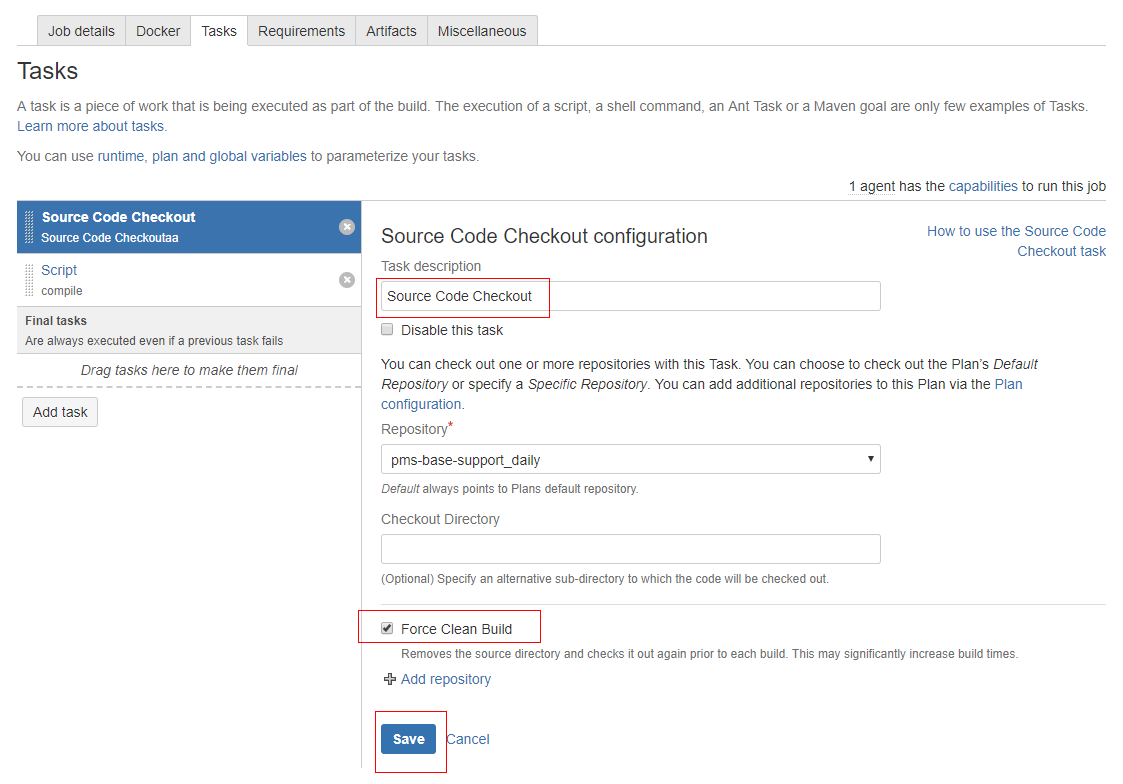 Job details Docker Tasks Requirements Artifacts Miscellaneous
Tasks
A task is a piece of work that is being executed as part of the build. The execution of a script, a shell command, an Ant Task or a Maven goal are only few examples of Tasks.
Learn more about tasks.
You can use runtime, plan and global variables to parameterize your tasks.
1 agent has the capabilities to run this job
Source Code Checkout
Source Code Checkoutaa
Script
compile
Final tasks
Are always executed even if a previous task fails
Drag tasks here to make them final
Add task
Source Code Checkout configuration
How to use the Source Code
Checkout task
Task description
Source Code Checkout
Disable this task
You can check out one or more repositories with this Task. You can choose to check out the Plan's Default
Repository or specify a Specific Repository. You can add additional repositories to this Plan via the Plan
configuration.
Repository*
pms-base-support_daily
Default always points to Plans default repository.
Checkout Directory
(Optional) Specify an alternative sub-directory to which the code will be checked out.
Force Clean Build
Removes the source directory and checks it out again prior to each build. This may significantly increase build times.
Add repository
Save Cancel